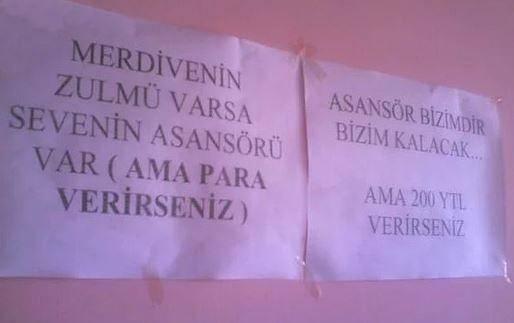 MERDİVENİN
ZULMÜ VARSA
SEVENİN ASANSÖRÜ
VAR ( AMA PARA
VERİRSENİZ )
ASANSÖR BİZİMDİR
BİZİM KALACAK...
AMA 200 YTL
VERİRSENİZ